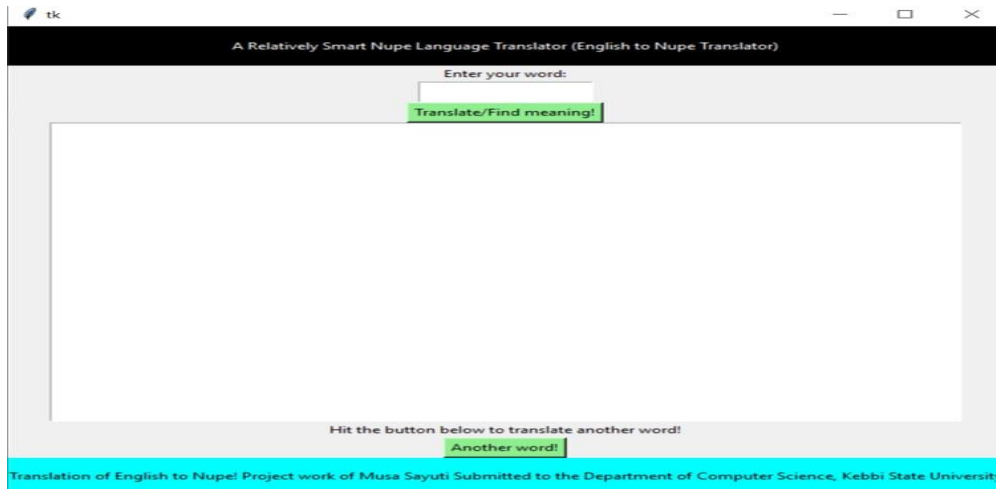 tk
A Relatively Smart Nupe Language Translator (English to Nupe Translator)
Enter your word:
Translate/Find meaning!
Hit the button below to translate another word!
Another word!
Translation of English to Nupe! Project work of Musa Sayuti Submitted to the Department of Computer Science, Kebbi State Universit